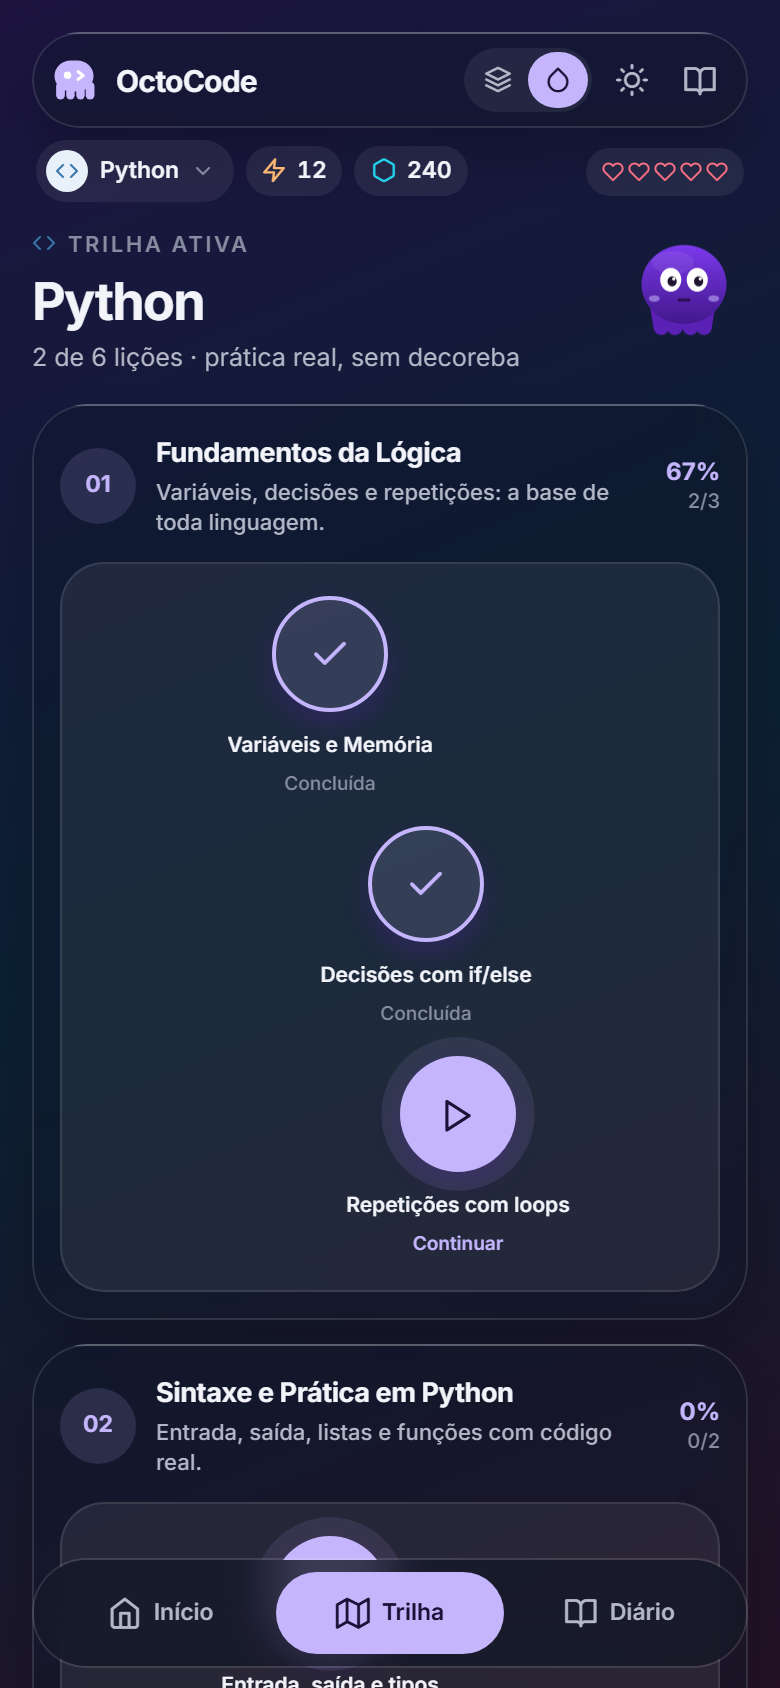 OctoCode
Python
12
240
TRILHA ATIVA
Python
2 de 6 lições · prática real, sem decoreba
01
Fundamentos da Lógica
Variáveis, decisões e repetições: a base de
toda linguagem.
67%
2/3
Variáveis e Memória
Concluída
Decisões com if/else
Concluída
Repetições com loops
Continuar
02
Sintaxe e Prática em Python
Entrada, saída, listas e funções com código
real.
0%
0/2
Início
Trilha
Diário
Entrada, saída e tipos